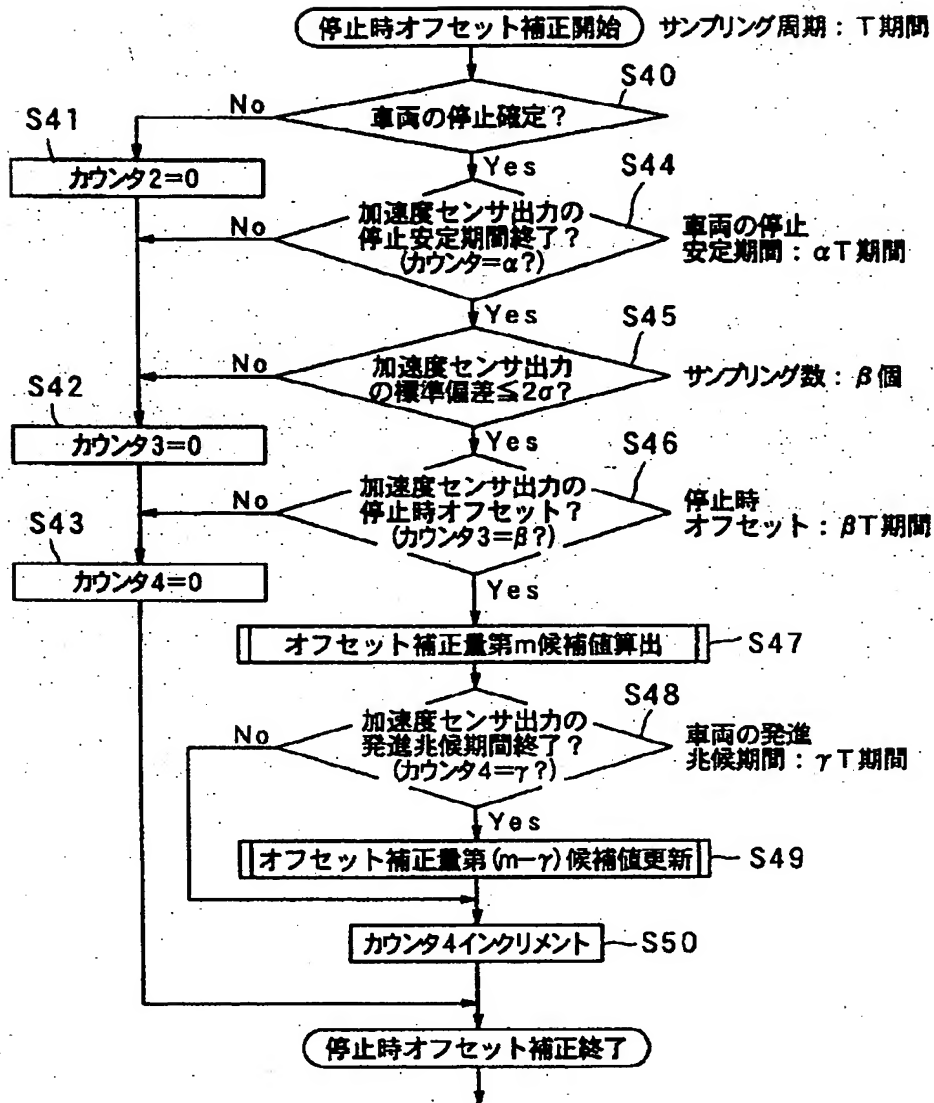 停止時オフセット補正開始
サンプリング周期：T期間
S40
車両の停止確定？
No
S41
カウンタ2=0
Yes
S44
加速度センサ出力の
停止安定期間終了？
(カウンタ=α?)
No
車両の停止
安定期間：αT期間
Yes
S45
加速度センサ出力
の標準偏差≦2σ?
No
サンプリング数：β個
S42
カウンタ3=0
Yes
S46
加速度センサ出力の
停止時オフセット？
(カウンタ3=β?)
No
停止時
オフセット：βT期間
S43
カウンタ4=0
Yes
オフセット補正量第m候補値算出
S47
S48
加速度センサ出力の
発進兆候期間終了？
(カウンタ4=γ?)
No
車両の発進
兆候期間：γT期間
Yes
オフセット補正量第(m-γ)候補値更新
S49
カウンタ4インクリメント
S50
停止時オフセット補正終了